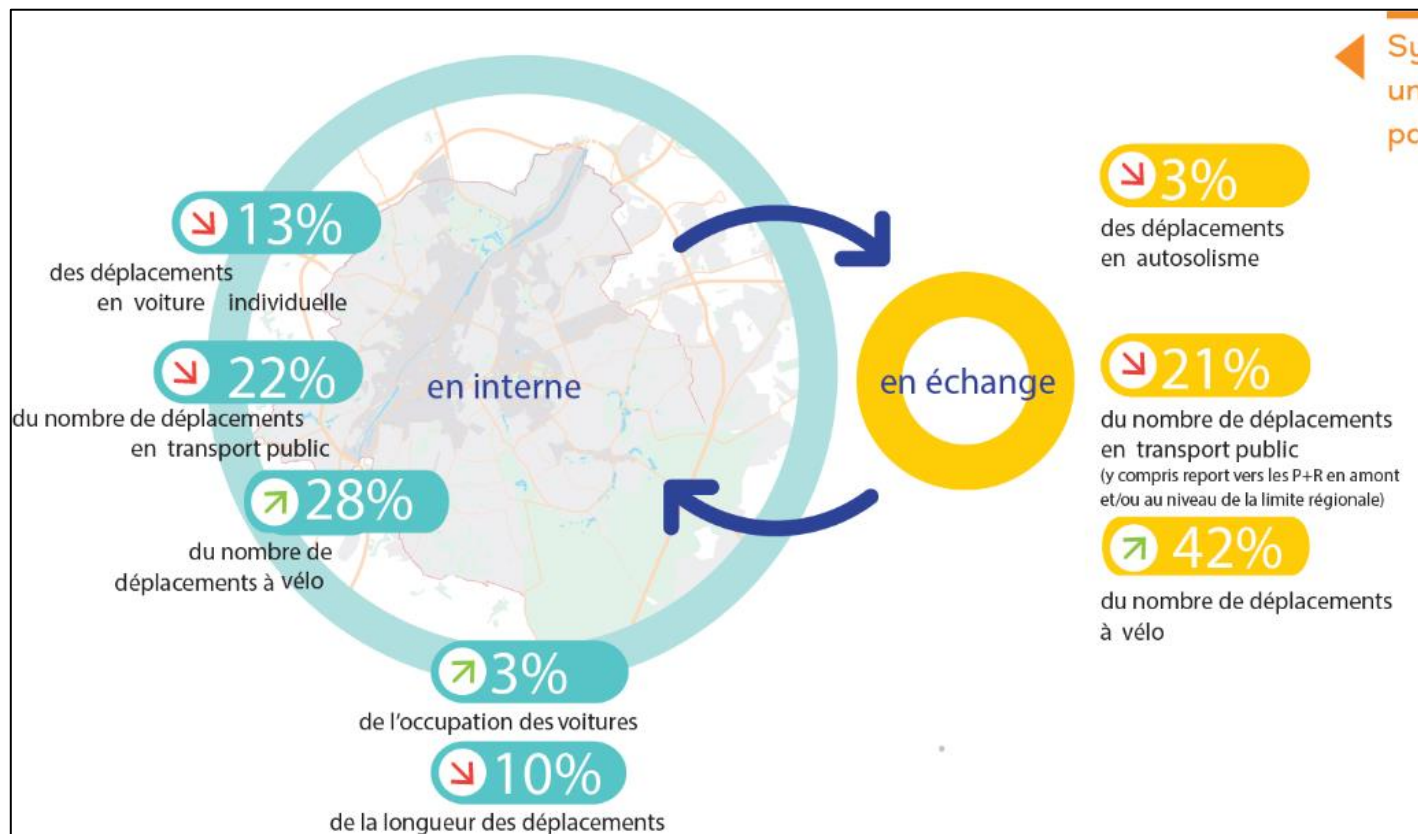 Sy
un
po
13%
des déplacements
en voiture individuelle
22%
du nombre de déplacements
en transport public
28%
du nombre de
déplacements à vélo
3%
de l'occupation des voitures
10%
de la longueur des déplacements
en interne
en échange
3%
des déplacements
en autosolisme
21%
du nombre de déplacements
en transport public
(y compris report vers les P+R en amont
et/ou au niveau de la limite régionale)
42%
du nombre de déplacements
à vélo